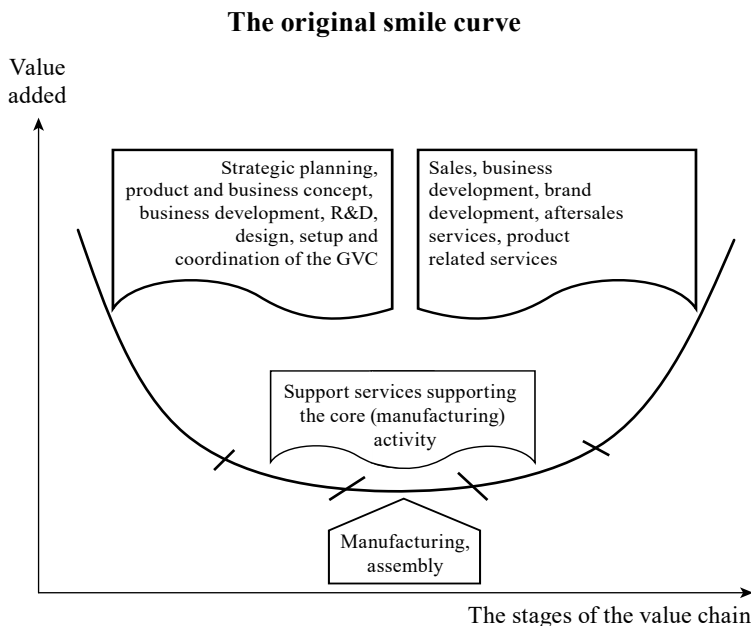 The original smile curve
Value
added
Strategic planning,
product and business concept,
business development, R&D,
design, setup and
coordination of the GVC
Sales, business
development, brand
development, aftersales
services, product
related services
Support services supporting
the core (manufacturing)
activity
Manufacturing,
assembly
The stages of the value chain